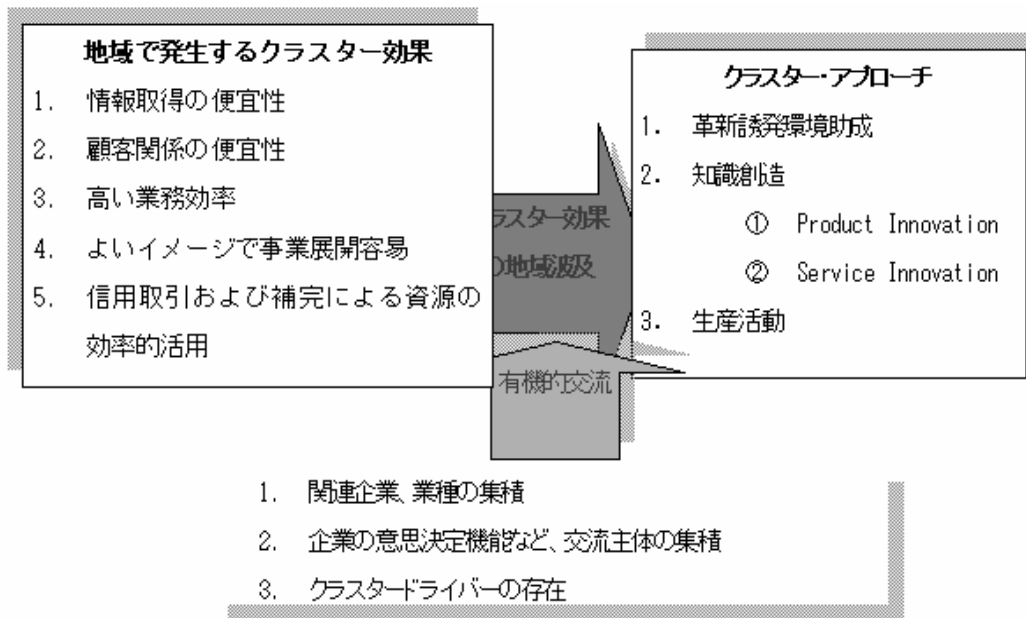 地域で発生するクラスター効果
1. 情報取得の便宜性
2. 顧客関係の便宜性
3. 高い業務効率
4. よいイメージで事業展開容易
5. 信用取引および補完による資源の
効率的活用
ラスター効果
の地域波及
有機的交流
クラスター・アプローチ
1. 革新誘発環境助成
2. 知識創造
① Product Innovation
② Service Innovation
3. 生産活動
1. 関連企業、業種の集積
2. 企業の意思決定機能など、交流主体の集積
3. クラスタードライバーの存在